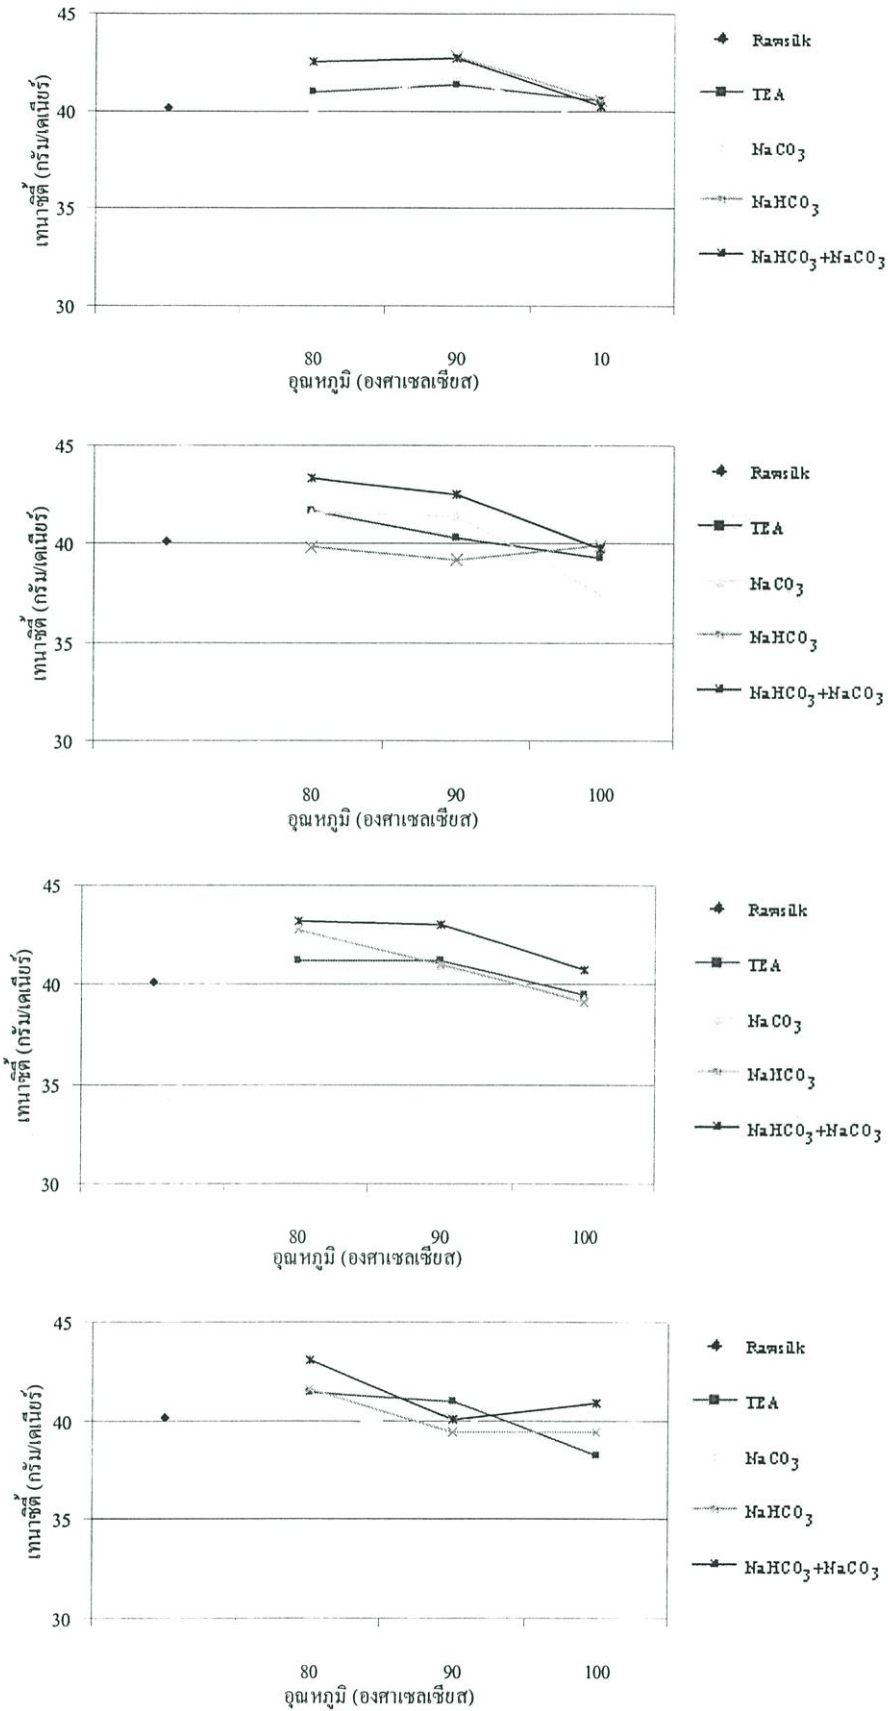 45
40
35
30
เทนาซิตี้ (กรัม/เดเนียร์)
80 90 10
อุณหภูมิ (องศาเซลเซียส)
Rawsilk
TEA
NaCO3
NaHCO3
NaHCO3+NaCO3
45
40
35
30
เทนาซิตี้ (กรัม/เดเนียร์)
80 90 100
อุณหภูมิ (องศาเซลเซียส)
Rawsilk
TEA
NaCO3
NaHCO3
NaHCO3+NaCO3
45
40
35
30
เทนาซิตี้ (กรัม/เดเนียร์)
80 90 100
อุณหภูมิ (องศาเซลเซียส)
Rawsilk
TEA
NaCO3
NaHCO3
NaHCO3+NaCO3
45
40
35
30
เทนาซิตี้ (กรัม/เดเนียร์)
80 90 100
อุณหภูมิ (องศาเซลเซียส)
Rawsilk
TEA
NaCO3
NaHCO3
NaHCO3+NaCO3